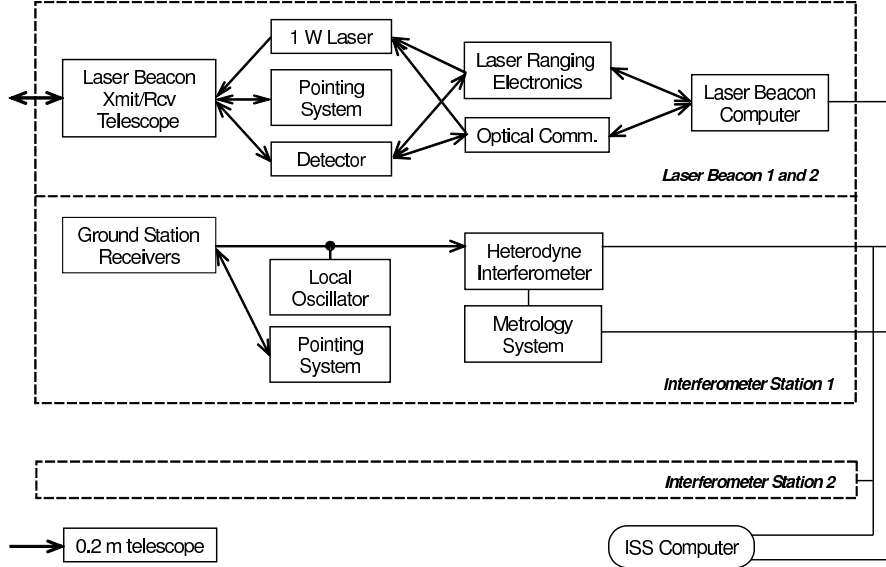 1 W Laser
Laser Beacon
Xmit/Rcv
Telescope
Pointing
System
Detector
Laser Ranging
Electronics
Optical Comm.
Laser Beacon
Computer
Laser Beacon 1 and 2
Ground Station
Receivers
Local
Oscillator
Pointing
System
Heterodyne
Interferometer
Metrology
System
Interferometer Station 1
Interferometer Station 2
0.2 m telescope
ISS Computer